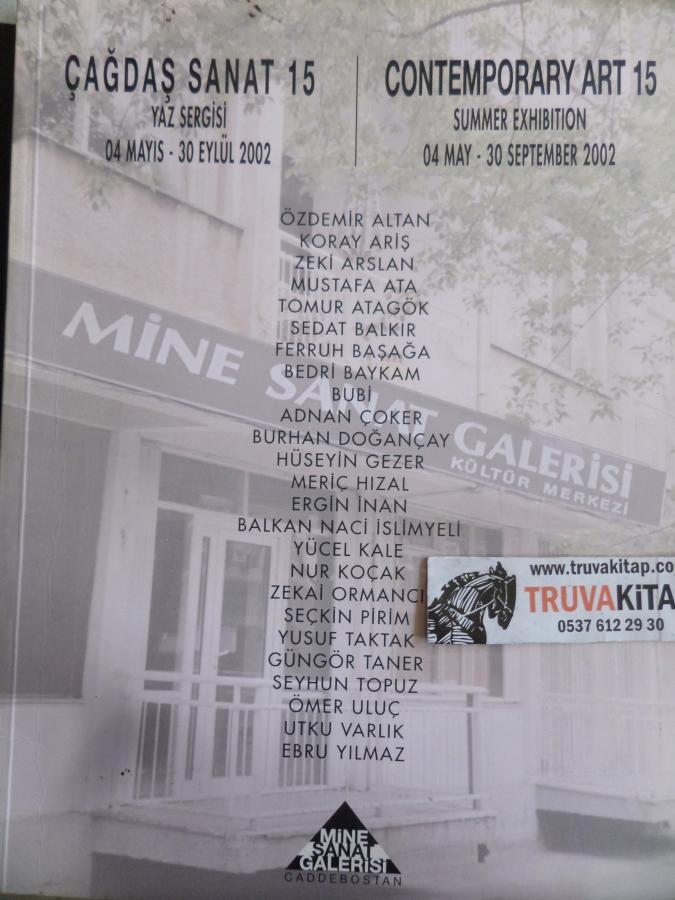 ÇAĞDAŞ SANAT 15
YAZ SERGİSİ
04 MAYIS - 30 EYLÜL 2002
CONTEMPORARY ART 15
SUMMER EXHIBITION
04 MAY - 30 SEPTEMBER 2002
ÖZDEMİR ALTAN
KORAY ARİŞ
ZEKİ ARSLAN
MUSTAFA ATA
TOMUR ATAGÖK
SEDAT BALKIR
FERRUH BAŞAĞA
BEDRİ BAYKAM
BUBİ
ADNAN ÇOKER
BURHAN DOĞANÇAY
HÜSEYİN GEZER
MERİÇ HIZAL
ERGİN İNAN
BALKAN NACİ İSLİMYELİ
YÜCEL KALE
NUR KOÇAK
ZEKAİ ORMANCI
SEÇKİN PİRİM
YUSUF TAKTAK
GÜNGÖR TANER
SEYHUN TOPUZ
ÖMER ULUÇ
UTKU VARLIK
EBRU YILMAZ
MİNE SANAT GALERİSİ
KÜLTÜR MERKEZİ
www.truvakitap.co
TRUVAKiTA
0537 612 29 30
MİNE
SANAT
GALERİSİ
CADDEBOSTAN